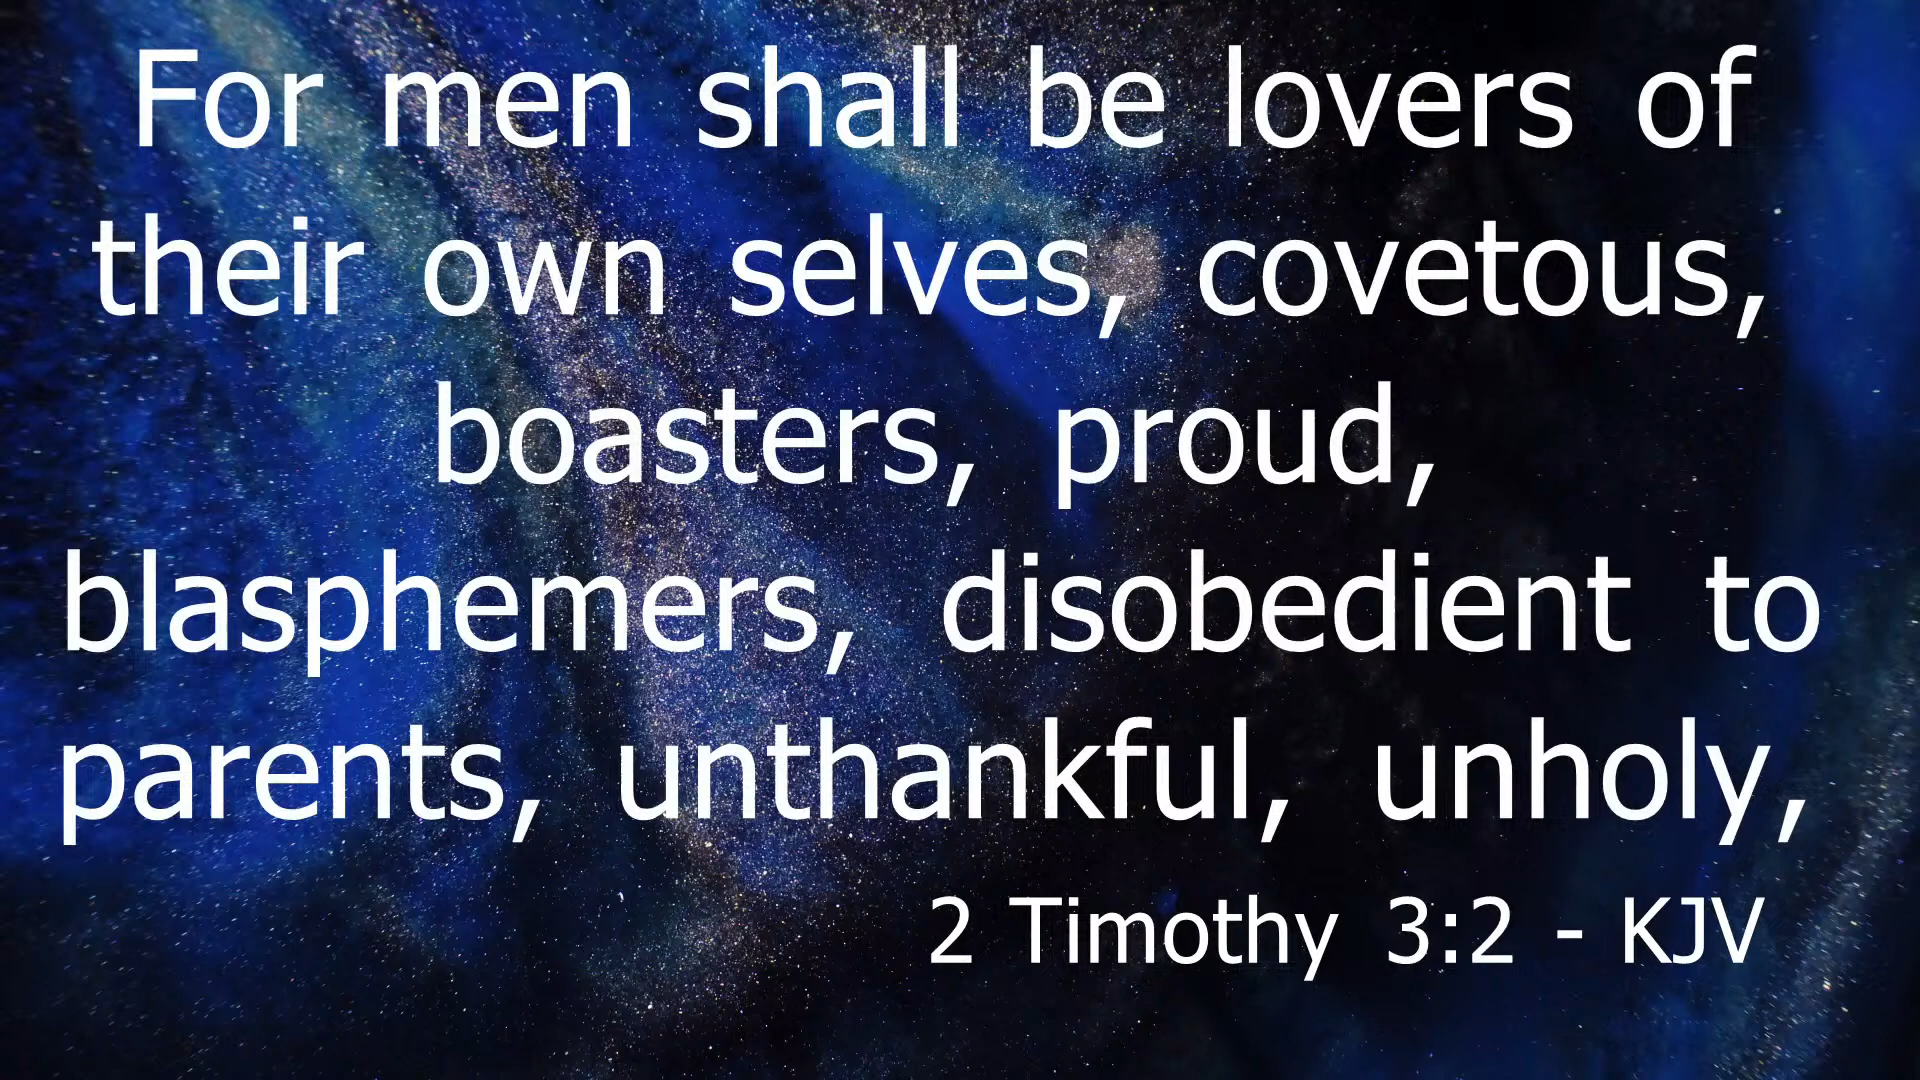 For men shall be lovers of
their own selves, covetous,
boasters, proud,
blasphemers, disobedient to
parents, unthankful, unholy,
2 Timothy 3:2 - KJV